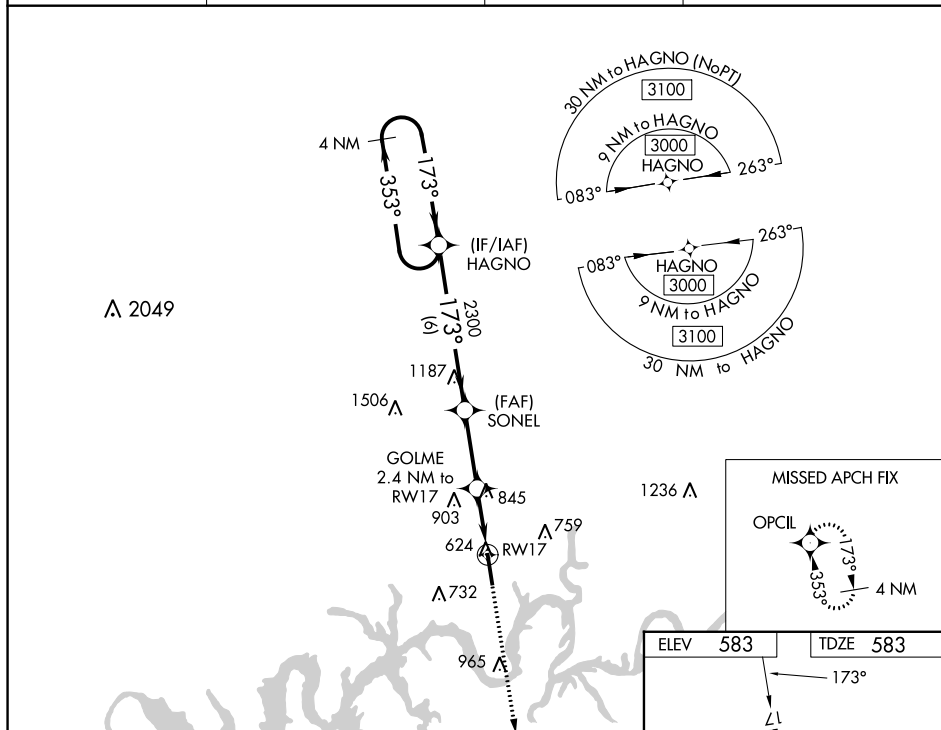 30 NM to HAGNO (NoPT)
3100
9 NM to HAGNO
3000
HAGNO
083°
263°
4 NM
173°
353°
(IF/IAF)
HAGNO
083°
263°
HAGNO
3000
9 NM to HAGNO
3100
30 NM to HAGNO
2049
2300
173°
(6)
1187
1506
(FAF)
SONEL
GOLME
2.4 NM to
RW17
845
903
1236
759
624
RW17
732
965
MISSED APCH FIX
OPCIL
173°
353°
4 NM
ELEV 583
TDZE 583
173°
17